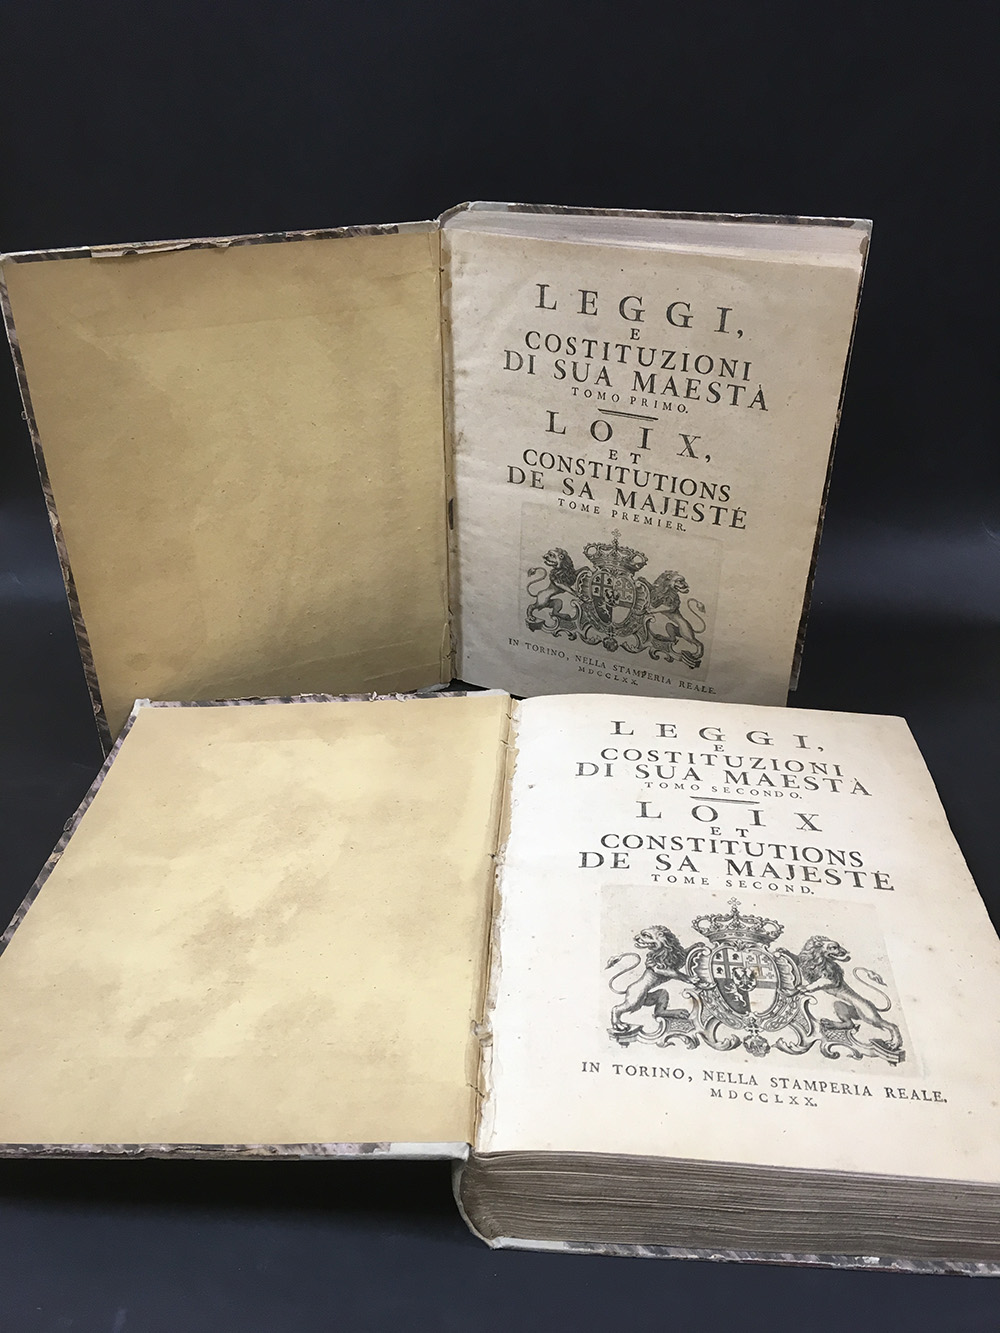 LEGGI,
E
COSTITUZIONI
DI SUA MAESTÀ
TOMO PRIMO.
LOIX,
ET
CONSTITUTIONS
DE SA MAJESTÉ
TOME PREMIER.
IN TORINO, NELLA STAMPERIA REALE.
MDCCLXX.
LEGGI,
E
COSTITUZIONI
DI SUA MAESTÀ
TOMO SECONDO.
LOIX
ET
CONSTITUTIONS
DE SA MAJESTÉ
TOME SECOND.
IN TORINO, NELLA STAMPERIA REALE.
MDCCLXX.